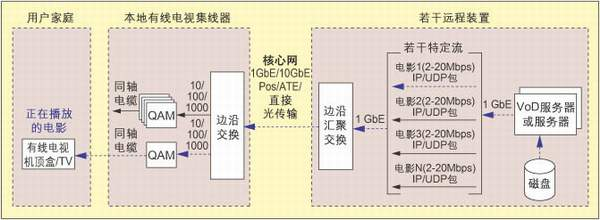 用户家庭
本地有线电视集线器
若干远程装置
正在播放
的电影
有线电视
机顶盒/TV
同轴
电缆
QAM
10/
100/
1000
同轴
电缆
QAM
10/
100/
1000
边沿
交换
核心网
1GbE/10GbE
Pos/ATE/
直接
光传输
边沿
汇聚
交换
1 GbE
若干特定流
电影1(2-20Mbps)
IP/UDP包
电影2(2-20Mbps)
IP/UDP包
电影3(2-20Mbps)
IP/UDP包
电影N(2-20Mbps)
IP/UDP包
1 GbE
VoD服务器
或服务器
磁盘